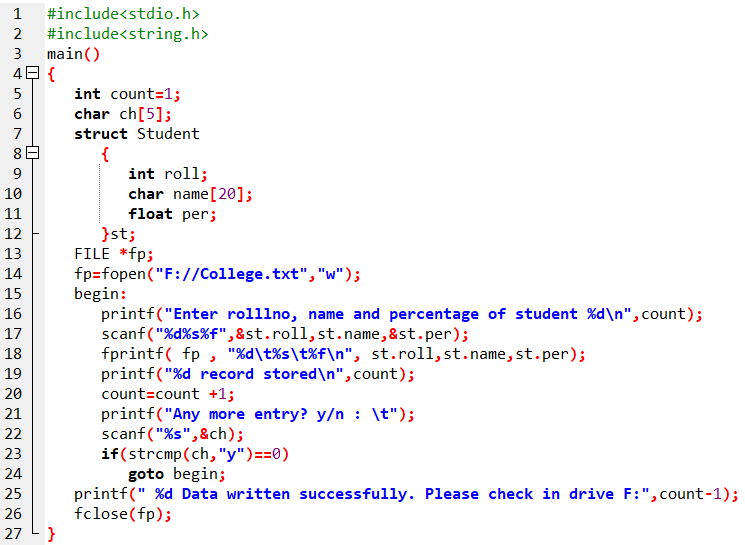 1 #include<stdio.h>
2 #include<string.h>
3 main()
4 {
5 int count=1;
6 char ch[5];
7 struct Student
8 {
9 int roll;
10 char name[20];
11 float per;
12 }st;
13 FILE *fp;
14 fp=fopen("F://College.txt","w");
15 begin:
16 printf("Enter rolllno, name and percentage of student %d\n",count);
17 scanf("%d%s%f",&st.roll,st.name,&st.per);
18 fprintf( fp , "%d\t%s\t%f\n", st.roll,st.name,st.per);
19 printf("%d record stored\n",count);
20 count=count +1;
21 printf("Any more entry? y/n : \t");
22 scanf("%s",&ch);
23 if(strcmp(ch,"y")==0)
24 goto begin;
25 printf(" %d Data written successfully. Please check in drive F:",count-1);
26 fclose(fp);
27 }